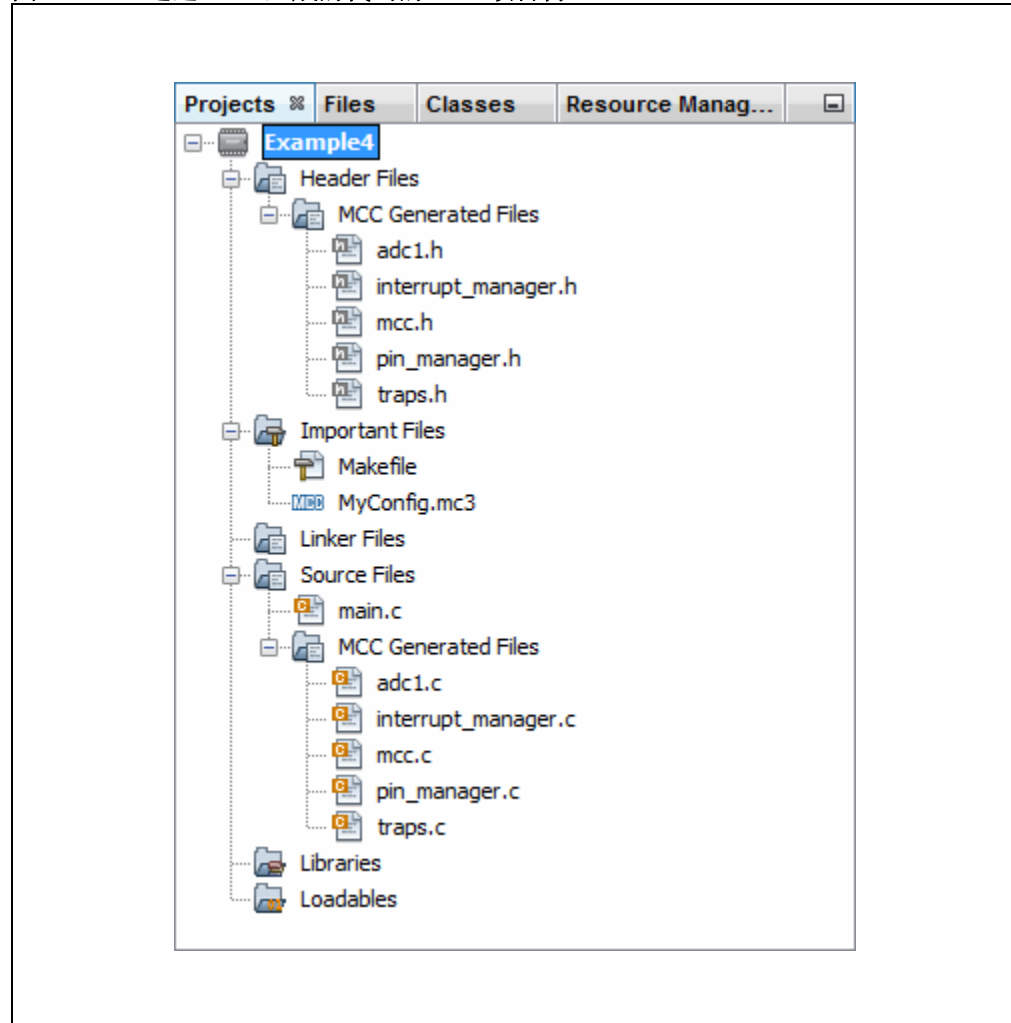 Projects Files Classes Resource Manag...
Example4
Header Files
MCC Generated Files
adc1.h
interrupt_manager.h
mcc.h
pin_manager.h
traps.h
Important Files
Makefile
MCC MyConfig.mc3
Linker Files
Source Files
main.c
MCC Generated Files
adc1.c
interrupt_manager.c
mcc.c
pin_manager.c
traps.c
Libraries
Loadables